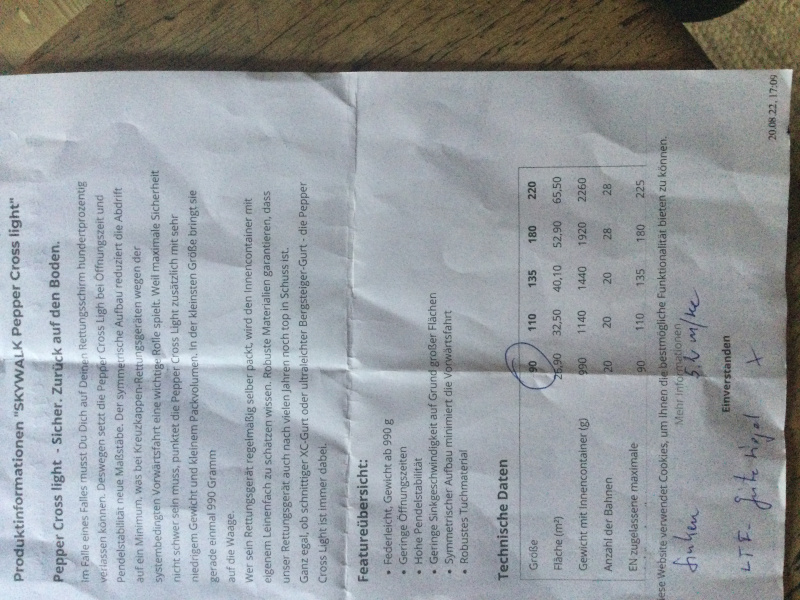 Produktinformationen "SKYWALK Pepper Cross light"
Pepper Cross light - Sicher. Zurück auf den Boden.
Im Falle eines Falles musst Du Dich auf Deinen Rettungsschirm hundertprozentig
verlassen können. Deswegen setzt die Pepper Cross Ligh bei Öffnungszeit und
Pendelstabilität neue Maßstäbe. Der symmetrische Aufbau reduziert die Abdrift
auf ein Minimum, was bei Kreuzkappen-Rettungsgeräten wegen der
systembedingten Vorwärtsfahrt eine wichtige Rolle spielt. Weil maximale Sicherheit
nicht schwer sein muss, punktet die Pepper Cross Light zusätzlich mit sehr
niedrigem Gewicht und kleinem Packvolumen. In der kleinsten Größe bringt sie
gerade einmal 990 Gramm
auf die Waage.
Wer sein Rettungsgerät regelmäßig selber packt, wird den Innencontainer mit
eigenem Leinenfach zu schätzen wissen. Robuste Materialien garantieren, dass
unser Rettungsgerät auch nach vielen Jahren noch top in Schuss ist.
Ganz egal, ob schnittiger XC-Gurt oder ultraleichter Bergsteiger-Gurt - die Pepper
Cross Light ist immer dabei.
Featureübersicht:
• Federleicht, Gewicht ab 990 g
• Geringe Öffnungszeiten
• Hohe Pendelstabilität
• Geringe Sinkgeschwindigkeit auf Grund großer Flächen
• Symmetrischer Aufbau minimiert die Vorwärtsfahrt
• Robustes Tuchmaterial
Technische Daten
Größe 90 110 135 180 220
Fläche (m²) 26,90 32,50 40,10 52,90 65,50
Gewicht mit Innencontainer (g) 990 1140 1440 1920 2260
Anzahl der Bahnen 20 20 20 28 28
EN zugelassene maximale 90 110 135 180 225
iese Website verwendet Cookies, um Ihnen die bestmögliche Funktionalität bieten zu können.
Mehr Informationen
Sinken
Einverstanden
20.08.22, 17:09